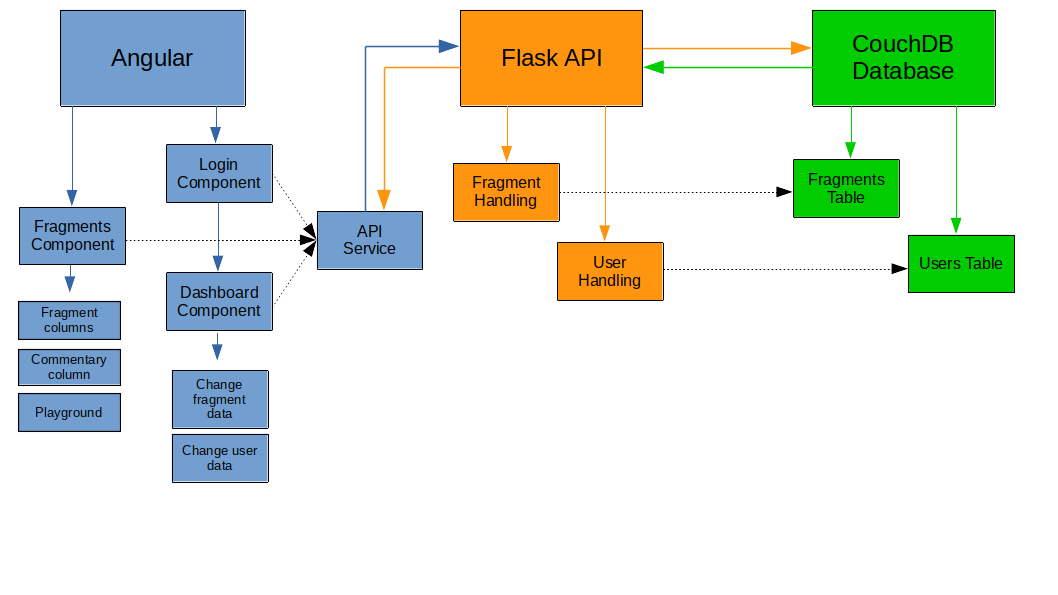 Angular
Flask API
CouchDB
Database
Login
Component
Fragment
Handling
Fragments
Table
Fragments
Component
API
Service
User
Handling
Users Table
Dashboard
Component
Fragment
columns
Commentary
column
Playground
Change
fragment
data
Change user
data